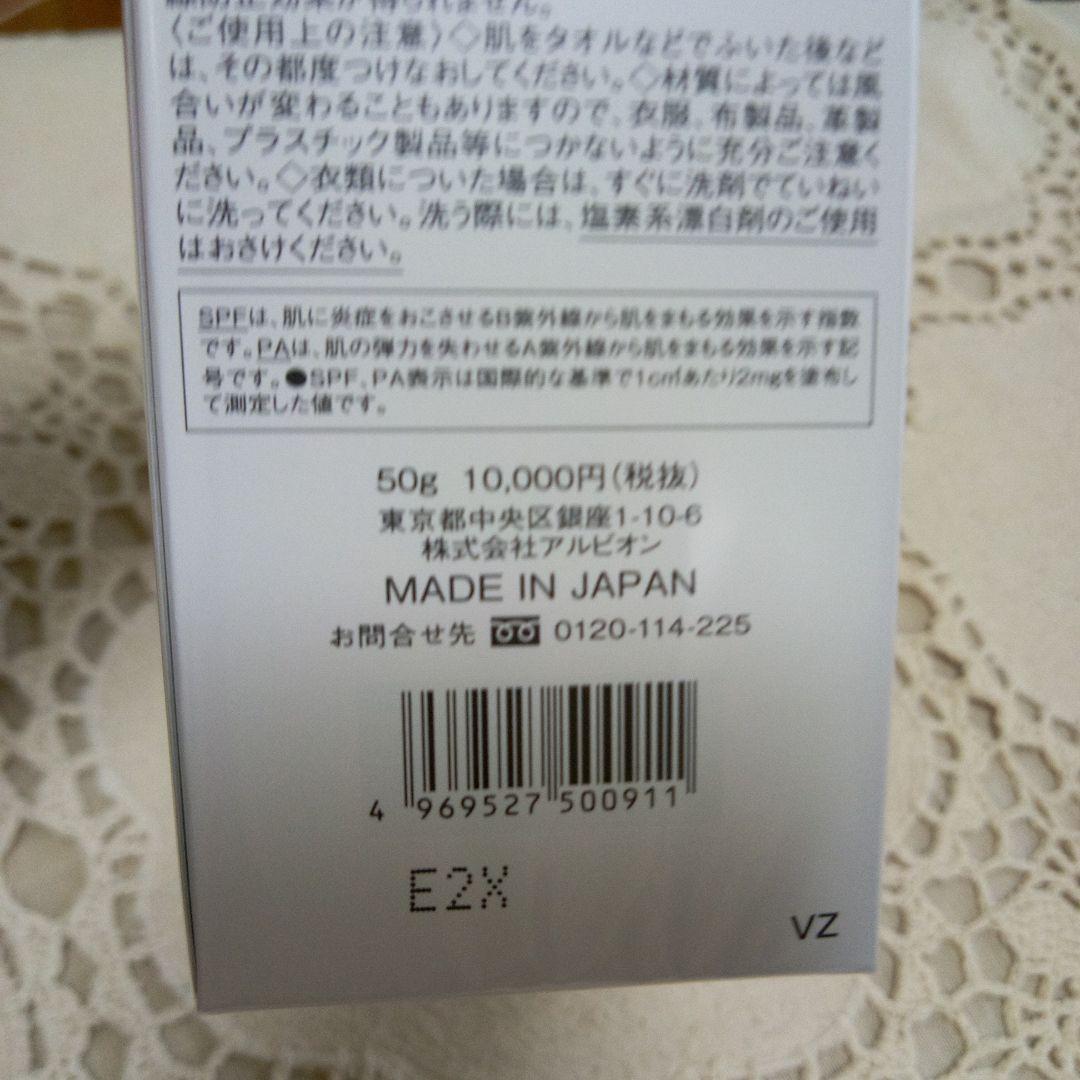 線防止効果が得られません。
〈ご使用上の注意〉◇肌をタオルなどでふいた後など
は、その都度つけなおしてください。◇材質によっては風
合いが変わることもありますので、衣服、布製品、革製
品、プラスチック製品等につかないように充分ご注意く
ださい。◇衣類についた場合は、すぐに洗剤でていねい
に洗ってください。洗う際には、塩素系漂白剤のご使用
はおさけください。
SPFは、肌に炎症をおこさせるB紫外線から肌をまもる効果を示す指数
です。PAは、肌の弾力を失わせるA紫外線から肌をまもる効果を示す記
号です。●SPF、PA表示は国際的な基準で1c㎡あたり2mgを塗布し
て測定した値です。
50g 10,000円(税抜)
東京都中央区銀座1-10-6
株式会社アルビオン
MADE IN JAPAN
お問合せ先 0120-114-225
4 969527 500911
E2X
VZ